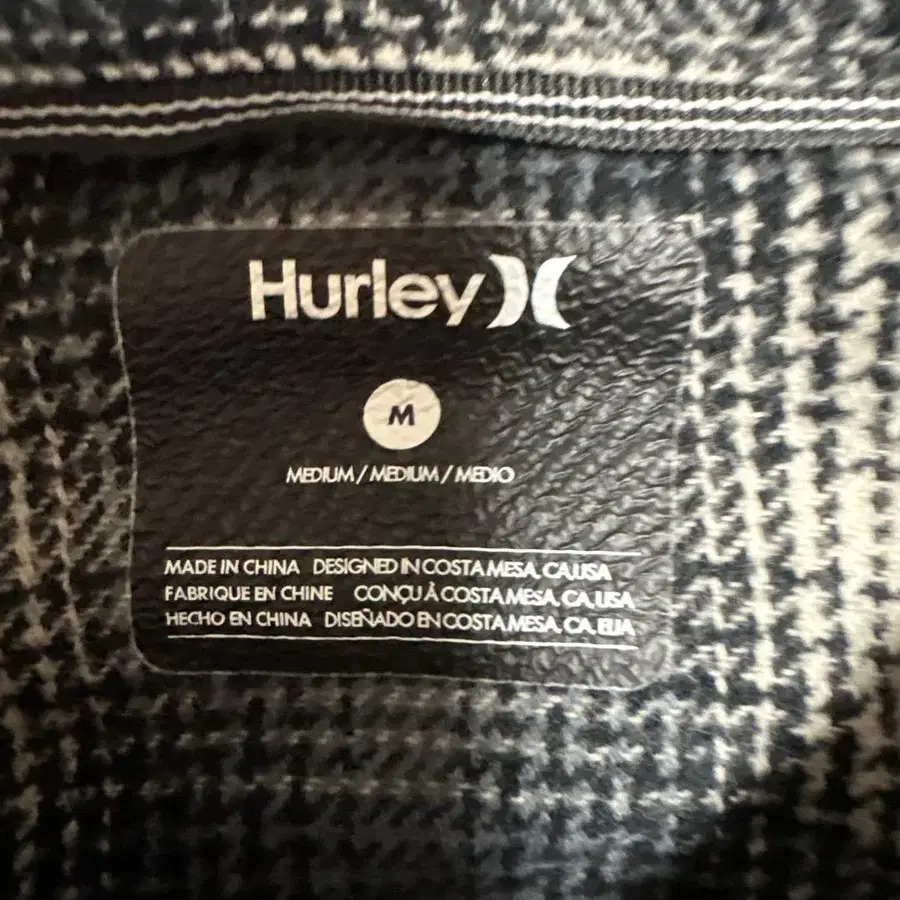 Hurley
M
MEDIUM / MEDIUM / MEDIO
MADE IN CHINA DESIGNED IN COSTA MESA, CA.USA
FABRIQUE EN CHINE CONÇU À COSTA MESA, CA, USA
HECHO EN CHINA DISEÑADO EN COSTA MESA, CA. EUA